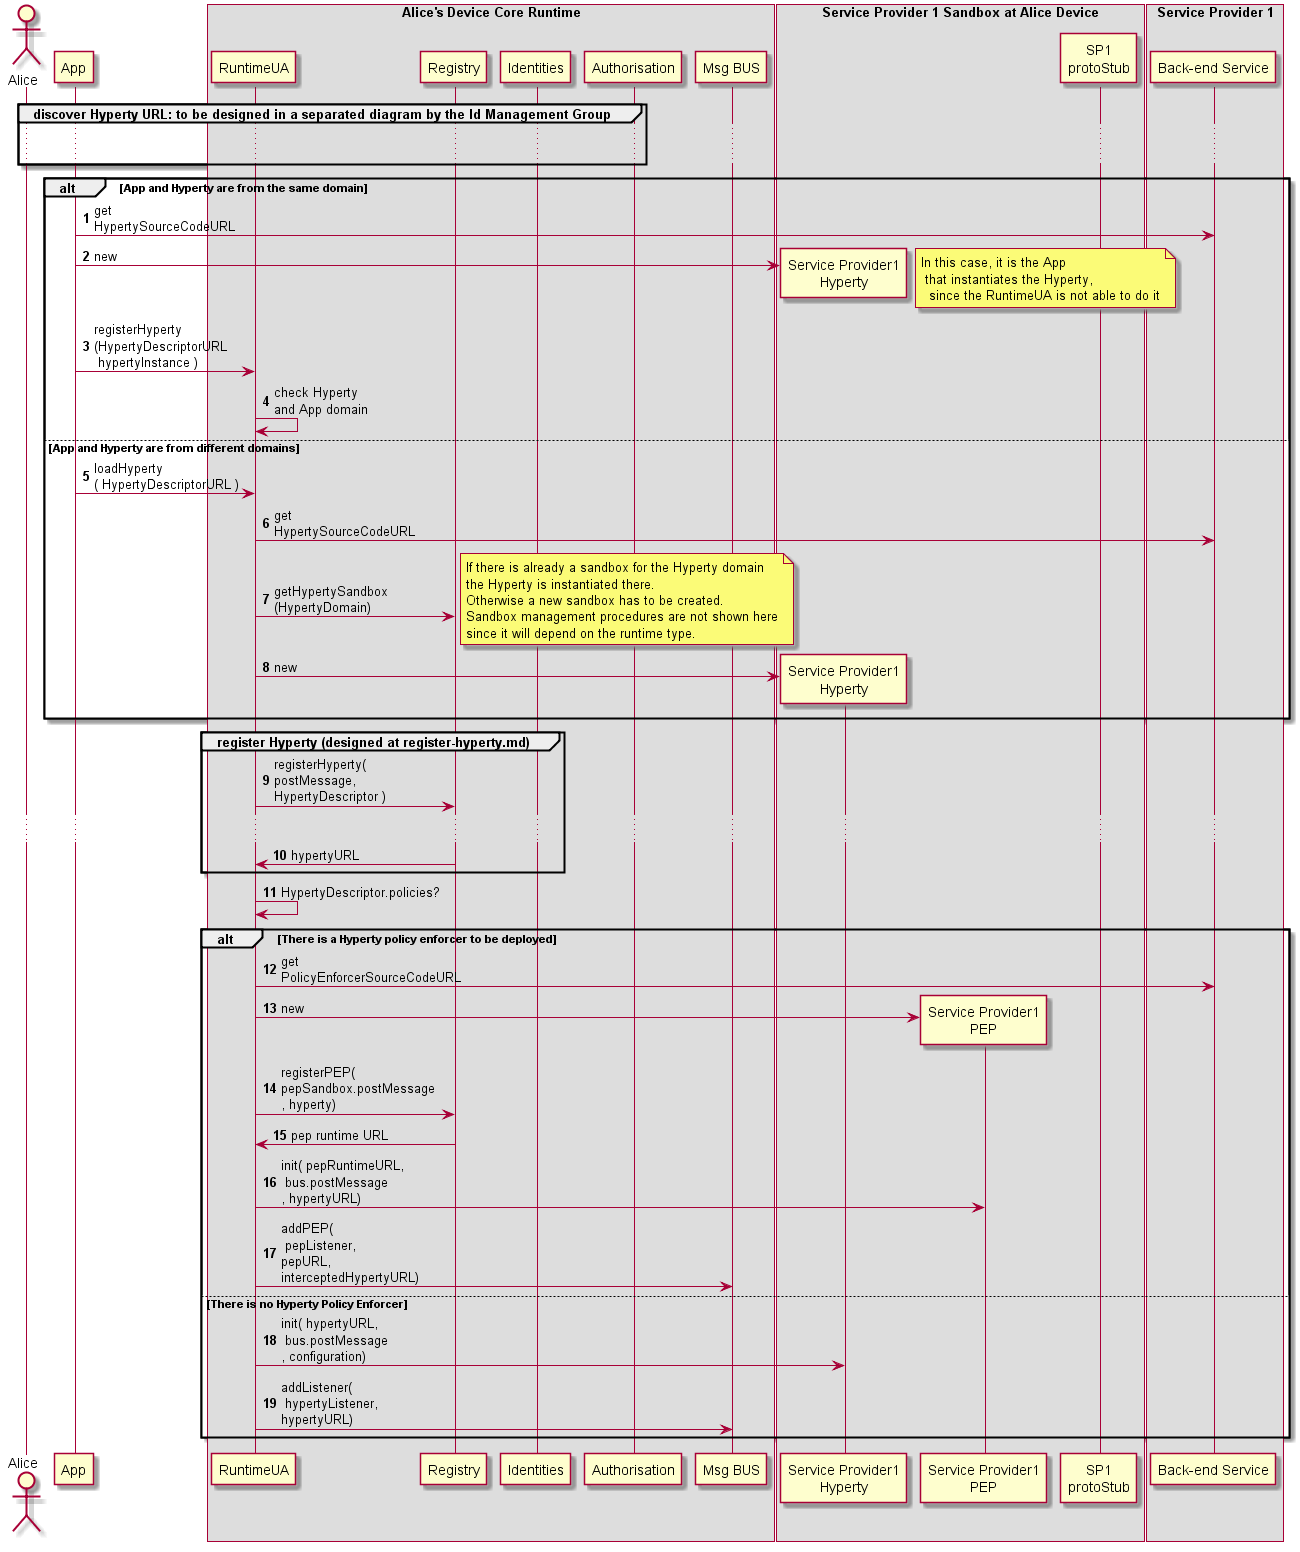 Alice's Device Core Runtime
Service Provider 1 Sandbox at Alice Device
Service Provider 1
Alice
App
RuntimeUA
Registry
Identities
Authorisation
Msg BUS
SP1
protoStub
Back-end Service
discover Hyperty URL: to be designed in a separated diagram by the Id Management Group
alt
[App and Hyperty are from the same domain]
1 get
HypertySourceCodeURL
2 new
Service Provider1
Hyperty
In this case, it is the App
that instantiates the Hyperty,
since the RuntimeUA is not able to do it
registerHyperty
3 (HypertyDescriptorURL
hypertyInstance )
4 check Hyperty
and App domain
[App and Hyperty are from different domains]
5 loadHyperty
( HypertyDescriptorURL )
6 get
HypertySourceCodeURL
If there is already a sandbox for the Hyperty domain
the Hyperty is instantiated there.
Otherwise a new sandbox has to be created.
Sandbox management procedures are not shown here
since it will depend on the runtime type.
7 getHypertySandbox
(HypertyDomain)
8 new
Service Provider1
Hyperty
register Hyperty (designed at register-hyperty.md)
registerHyperty(
9 postMessage,
HypertyDescriptor )
10 hypertyURL
11 HypertyDescriptor.policies?
alt
[There is a Hyperty policy enforcer to be deployed]
12 get
PolicyEnforcerSourceCodeURL
13 new
Service Provider1
PEP
registerPEP(
14 pepSandbox.postMessage
, hyperty)
15 pep runtime URL
init( pepRuntimeURL,
16 bus.postMessage
, hypertyURL)
addPEP(
pepListener,
17 pepURL,
interceptedHypertyURL)
[There is no Hyperty Policy Enforcer]
init( hypertyURL,
18 bus.postMessage
, configuration)
addListener(
19 hypertyListener,
hypertyURL)
Alice
App
RuntimeUA
Registry
Identities
Authorisation
Msg BUS
Service Provider1
Hyperty
Service Provider1
PEP
SP1
protoStub
Back-end Service